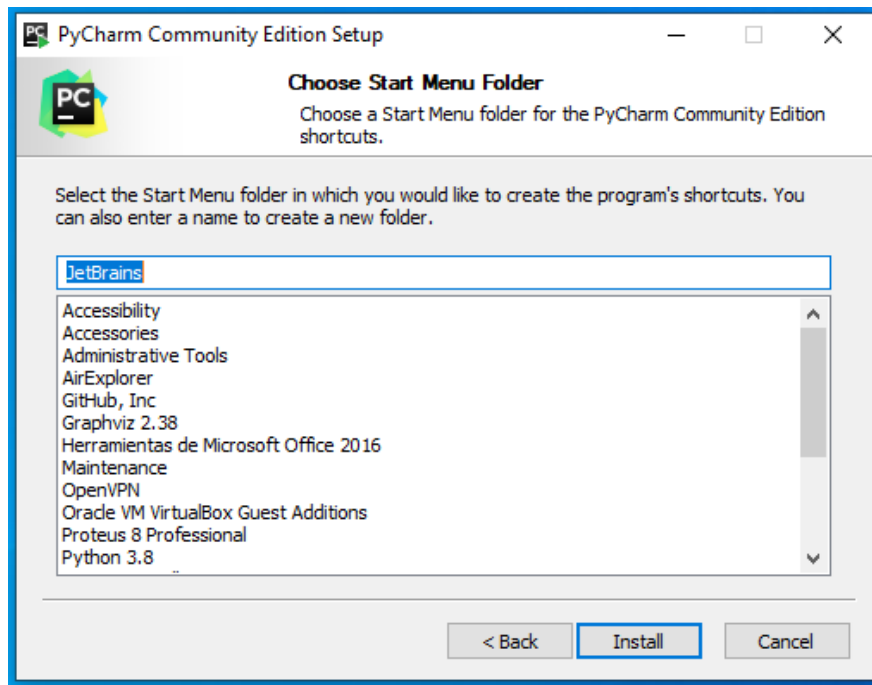 PC PyCharm Community Edition Setup
PC
Choose Start Menu Folder
Choose a Start Menu folder for the PyCharm Community Edition
shortcuts.
Select the Start Menu folder in which you would like to create the program's shortcuts. You
can also enter a name to create a new folder.
JetBrains
Accessibility
Accessories
Administrative Tools
AirExplorer
GitHub, Inc
Graphviz 2.38
Herramientas de Microsoft Office 2016
Maintenance
OpenVPN
Oracle VM VirtualBox Guest Additions
Proteus 8 Professional
Python 3.8
< Back Install Cancel